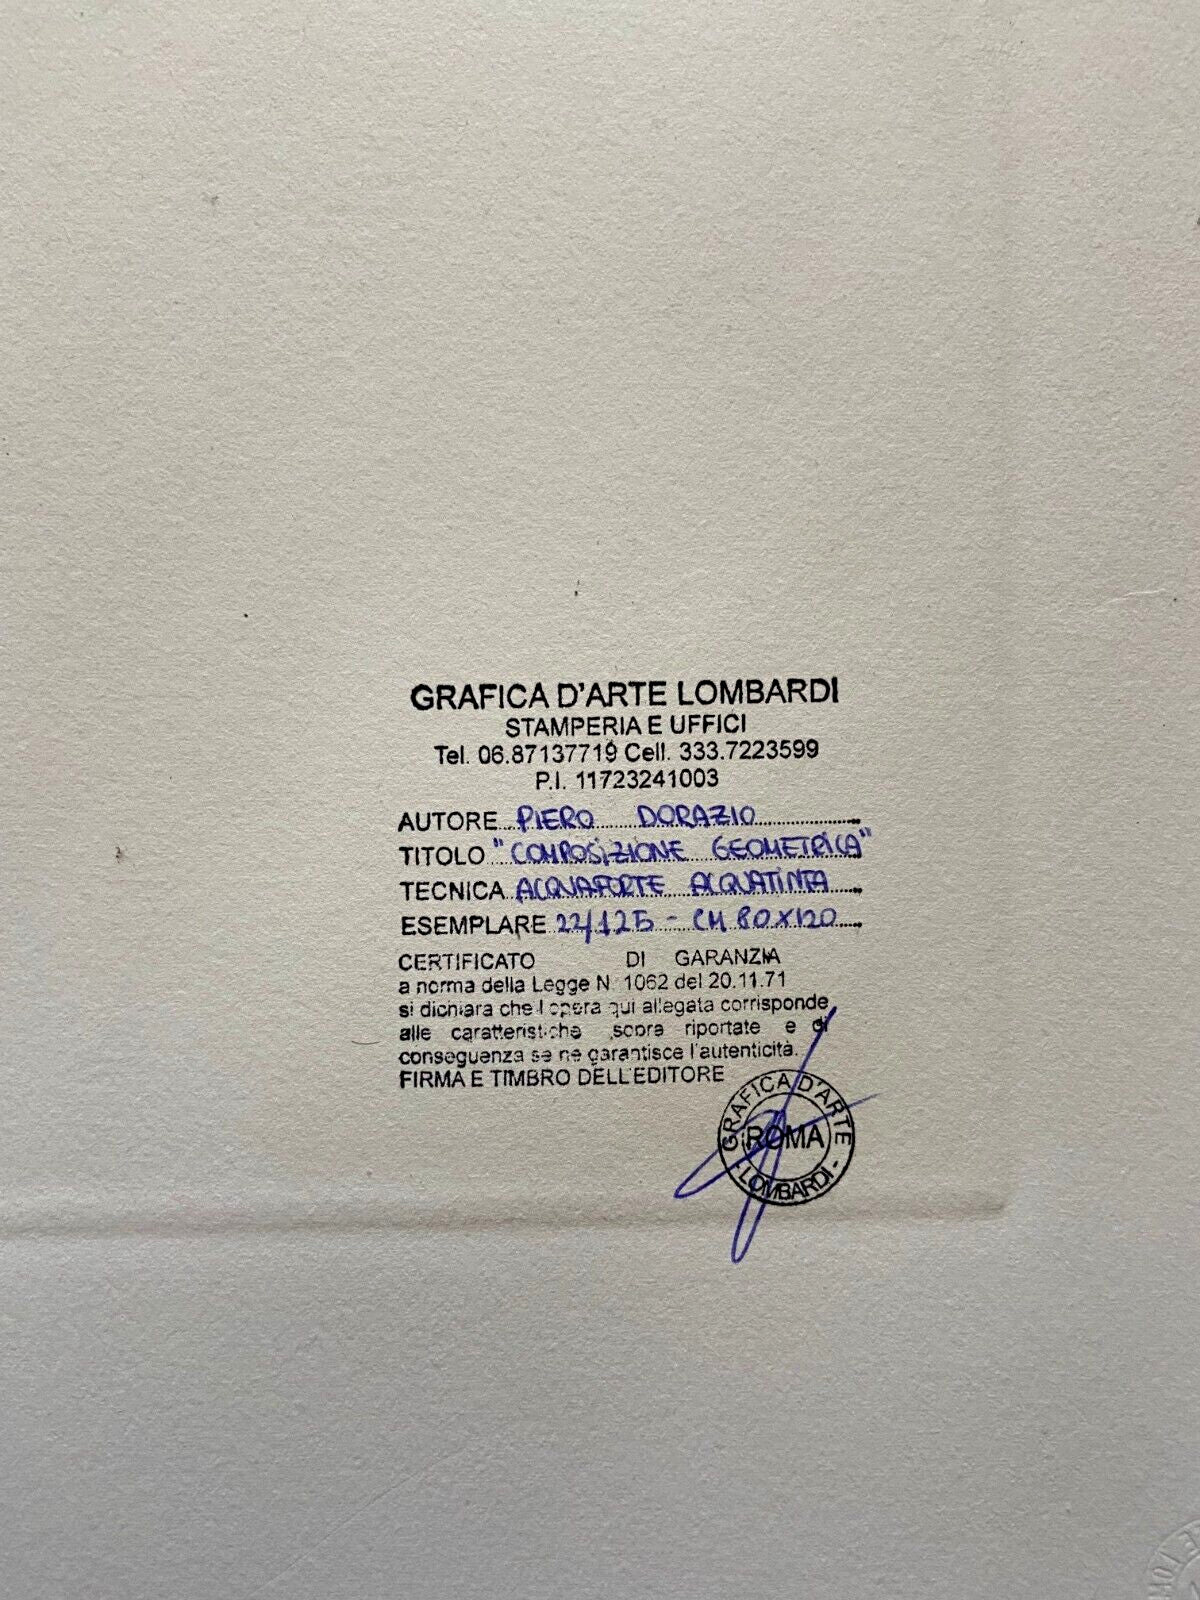 GRAFICA D'ARTE LOMBARDI
STAMPERIA E UFFICI
Tel. 06.87137719 Cell. 333.7223599
P.I. 11723241003
AUTORE PIERO DORAZIO
TITOLO "COMPOSIZIONE GEOMETRICA"
TECNICA ACQUAFORTE ACQUATINTA
ESEMPLARE 22/125 - CM 80X120
CERTIFICATO DI GARANZIA
a norma della Legge N. 1062 del 20.11.71
si dichiara che l'opera qui allegata corrisponde
alle caratteristiche sopra riportate e di
conseguenza se ne garantisce l'autenticità.
FIRMA E TIMBRO DELL'EDITORE
GRAFICA D'ARTE
ROMA
- LOMBARDI -